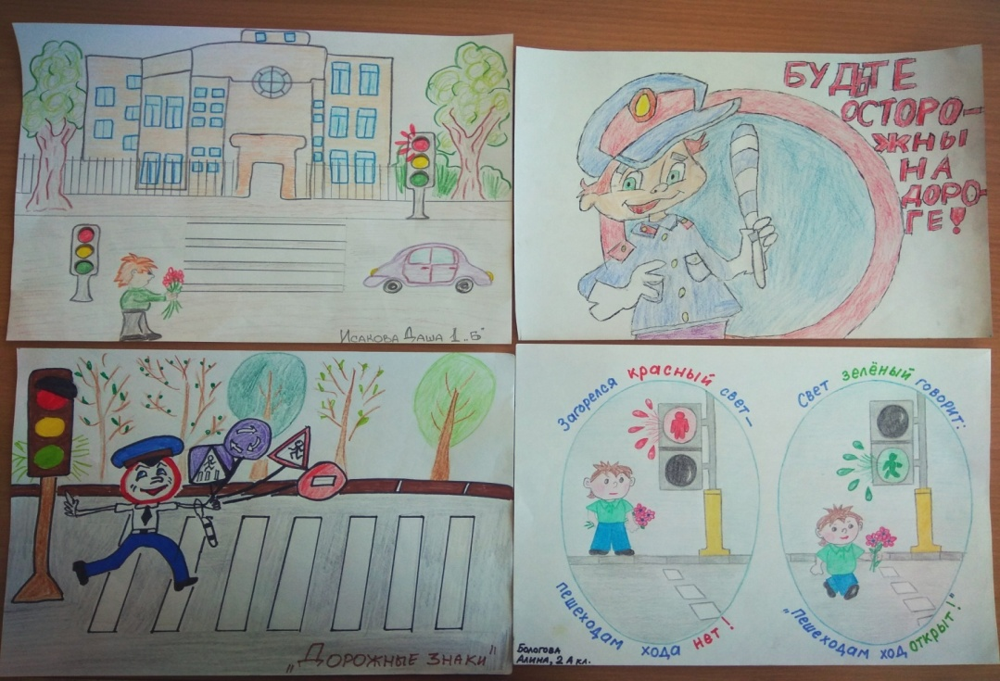 Исакова Даша 1 „Б"
БУДЬТЕ
ОСТОРО-
ЖНЫ
НА
ДОРО-
ГЕ!
„Дорожные знаки"
Загорелся красный свет–
пешеходам хода нет!
Свет зелёный говорит:
„пешеходам ход открыт!"
Бологова
Алина, 2 А кл.